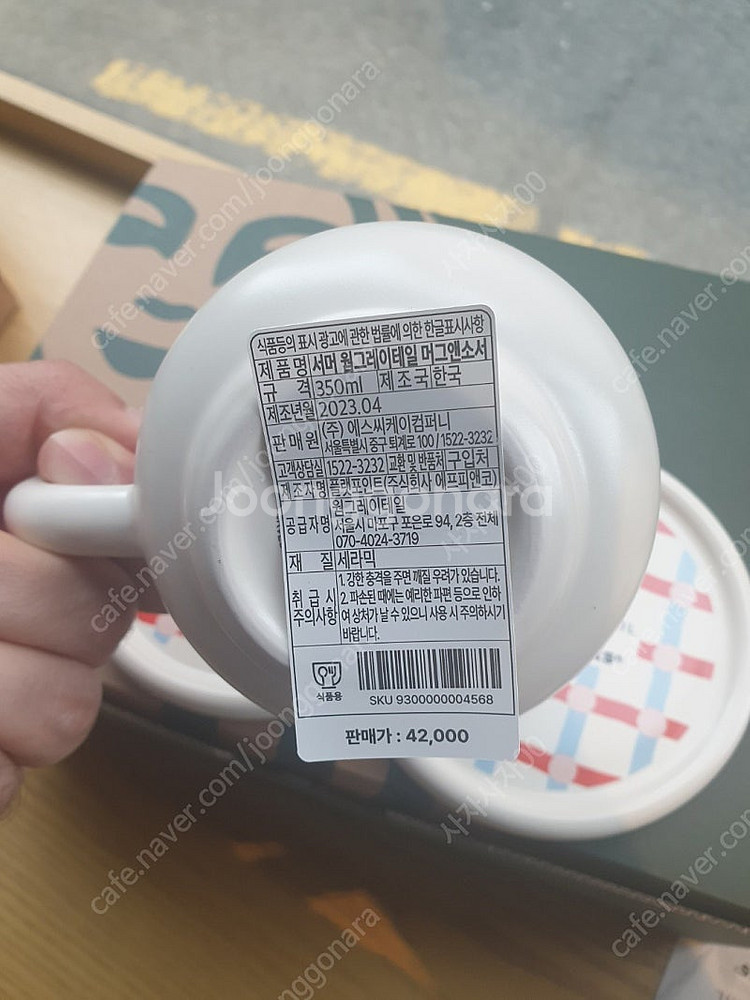 식품등의 표시 광고에 관한 법률에 의한 한글표시사항
제 품 명 서머 웜그레이테일 머그앤소서
규 격 350ml 제 조 국 한국
제조년월 2023.04
판 매 원 (주) 에스씨케이컴퍼니
서울특별시 중구 퇴계로 100 / 1522-3232
고객상담실 1522-3232 교환 및 반품처 구입처
제 조 자 명 플랫포인트(주식회사 에프피앤코)
공급자명 웜그레이테일
서울시 마포구 포은로 94, 2층 전체
070-4024-3719
재 질 세라믹
취 급 시 주의사항
1. 강한 충격을 주면 깨질 우려가 있습니다.
2. 파손된 때에는 예리한 파편 등으로 인하
여 상처가 날 수 있으니 사용 시 주의하시기
바랍니다.
식품용
SKU 9300000004568
판매가 : 42,000
Joonggonara
cafe.naver.com/joonggonara